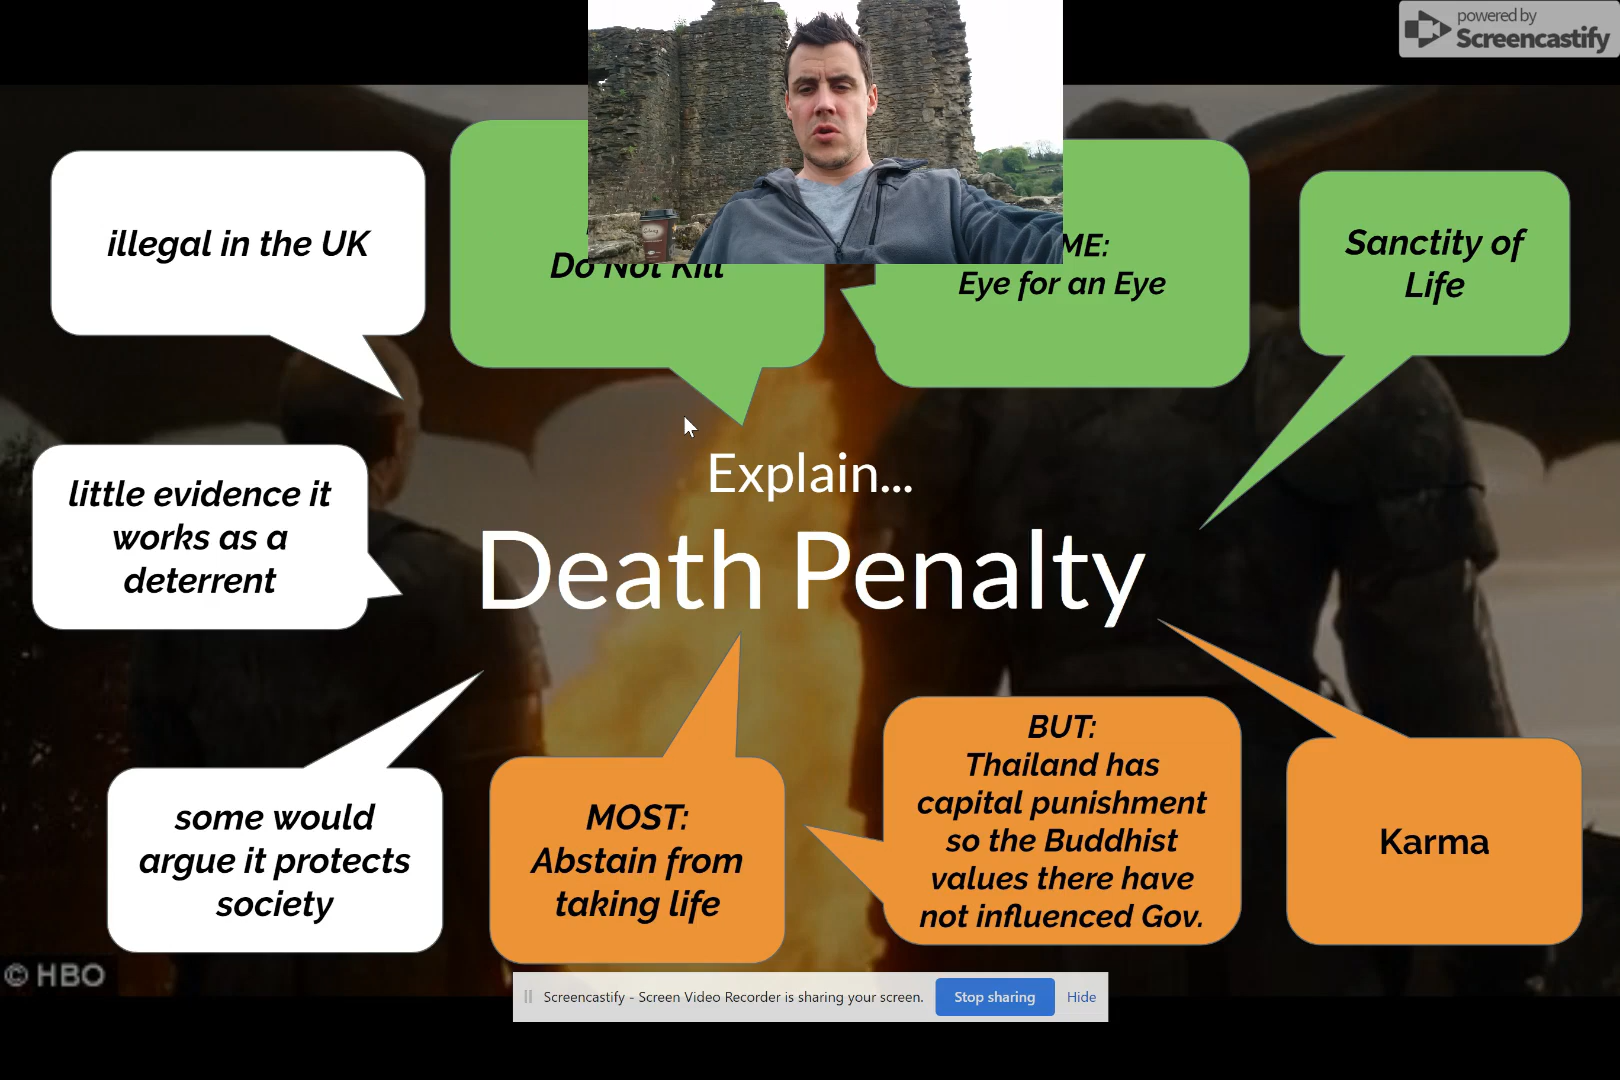 powered by
Screencastify
illegal in the UK
Do Not Kill
ME:
Eye for an Eye
Sanctity of
Life
little evidence it
works as a
deterrent
Explain...
Death Penalty
some would
argue it protects
society
MOST:
Abstain from
taking life
BUT:
Thailand has
capital punishment
so the Buddhist
values there have
not influenced Gov.
Karma
© HBO
Screencastify - Screen Video Recorder is sharing your screen.
Stop sharing
Hide